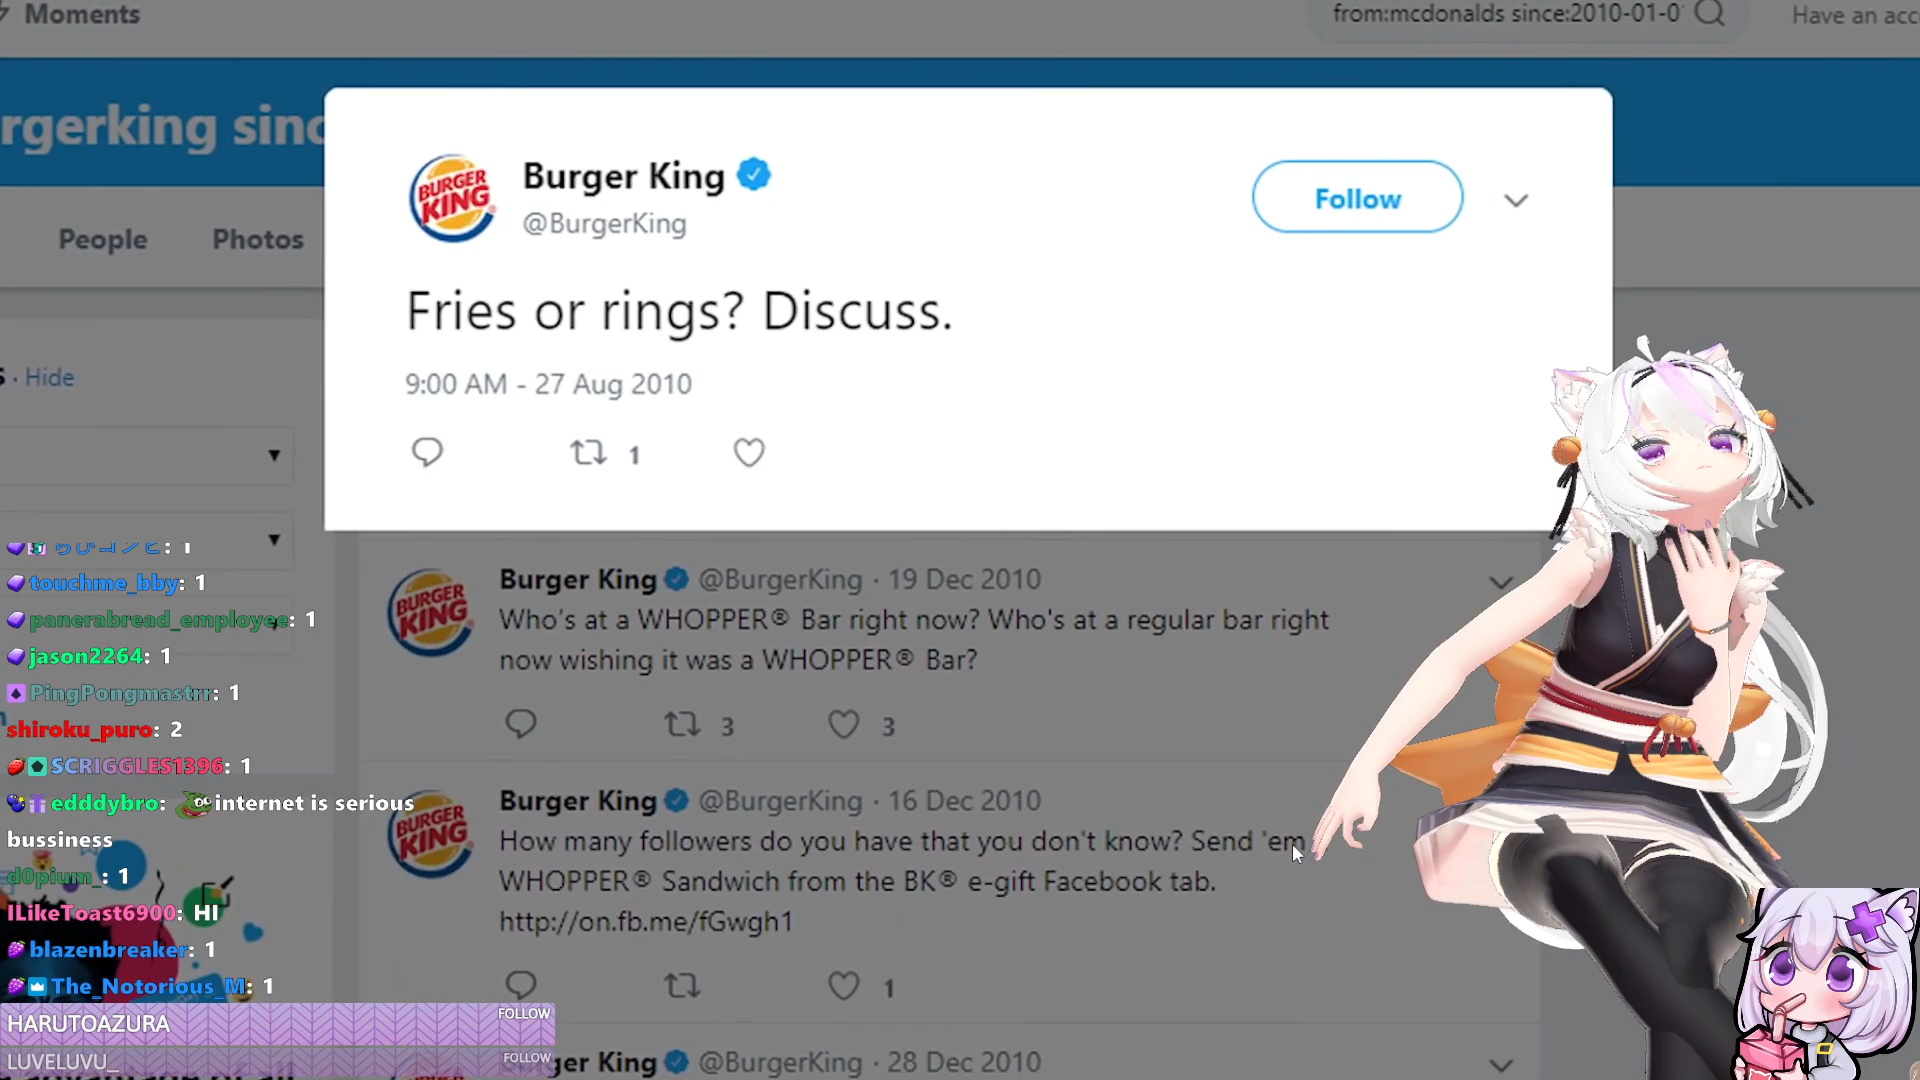 Moments
from:mcdonalds since:2010-01-0
Have an acc
rgerking sinc
People
Photos
· Hide
BURGER KING
Burger King
@BurgerKing
Follow
Fries or rings? Discuss.
9:00 AM - 27 Aug 2010
1
BURGER KING
Burger King @BurgerKing · 19 Dec 2010
Who's at a WHOPPER® Bar right now? Who's at a regular bar right
now wishing it was a WHOPPER® Bar?
3 3
BURGER KING
Burger King @BurgerKing · 16 Dec 2010
How many followers do you have that you don't know? Send 'em
WHOPPER® Sandwich from the BK® e-gift Facebook tab.
http://on.fb.me/fGwgh1
1
ger King @BurgerKing · 28 Dec 2010
touchme_bby: 1
panerabread_employee: 1
jason2264: 1
PingPongmastrr: 1
shiroku_puro: 2
SCRIGGLES1396: 1
edddybro: internet is serious
bussiness
d0pium_: 1
ILikeToast6900: HI
blazenbreaker: 1
The_Notorious_M: 1
HARUTOAZURA FOLLOW
LUVELUVU_ FOLLOW